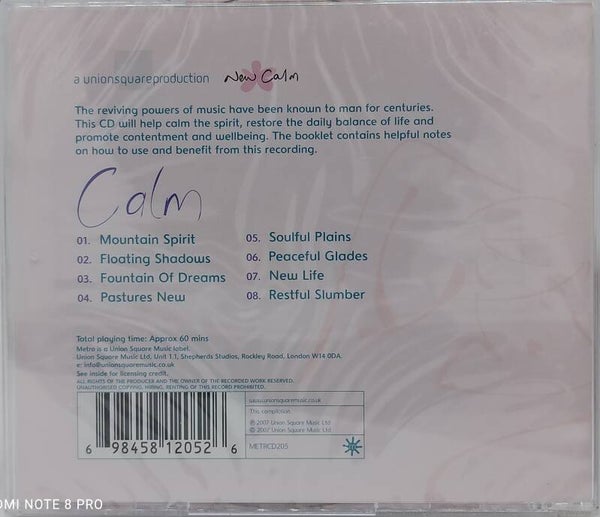 a unionsquareproduction New Calm
The reviving powers of music have been known to man for centuries.
This CD will help calm the spirit, restore the daily balance of life and
promote contentment and wellbeing. The booklet contains helpful notes
on how to use and benefit from this recording.
Calm
01. Mountain Spirit
02. Floating Shadows
03. Fountain Of Dreams
04. Pastures New
05. Soulful Plains
06. Peaceful Glades
07. New Life
08. Restful Slumber
Total playing time: Approx 60 mins
Metro is a Union Square Music label.
Union Square Music Ltd, Unit 1.1, Shepherds Studios, Rockley Road, London W14 0DA.
e: info@unionsquaremusic.co.uk
See inside for licensing credit.
ALL RIGHTS OF THE PRODUCER AND THE OWNER OF THE RECORDED WORK RESERVED.
UNAUTHORISED COPYING, HIRING, RENTING OF THIS RECORD PROHIBITED.
www.unionsquaremusic.co.uk
This compilation
℗ 2007 Union Square Music Ltd
© 2007 Union Square Music Ltd
METRCD205
6 98458 12052 6
OMI NOTE 8 PRO